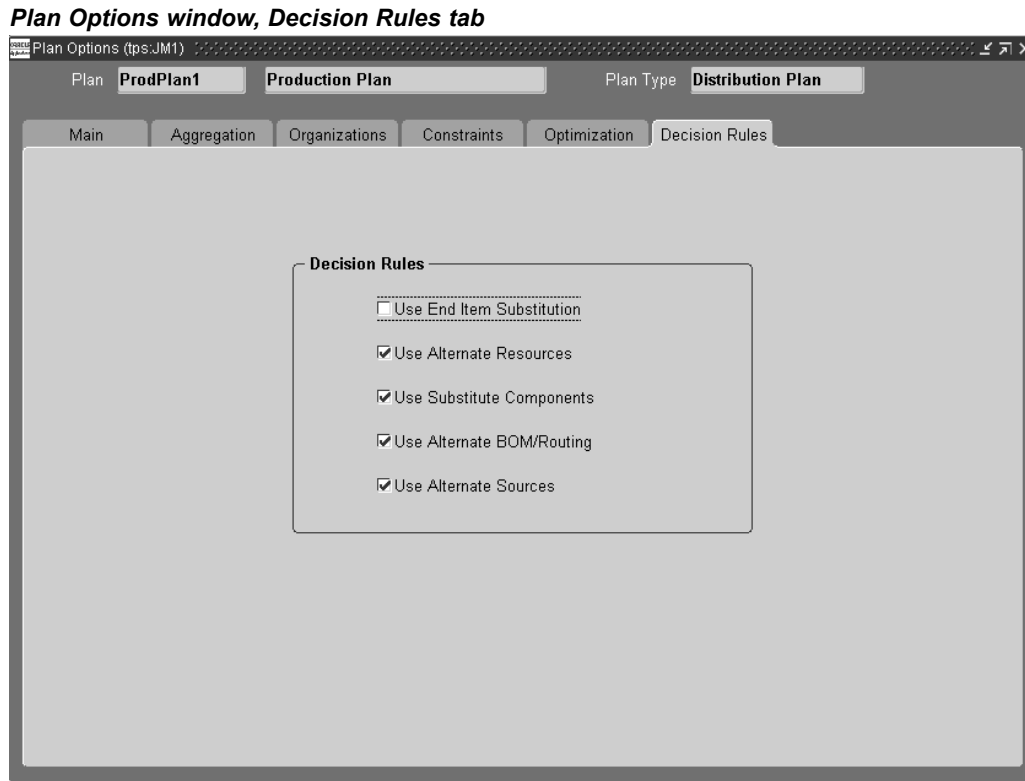 Plan Options window, Decision Rules tab
Plan Options (tps:JM1)
Plan ProdPlan1 Production Plan Plan Type Distribution Plan
Main Aggregation Organizations Constraints Optimization Decision Rules
Decision Rules
Use End Item Substitution
Use Alternate Resources
Use Substitute Components
Use Alternate BOM/Routing
Use Alternate Sources